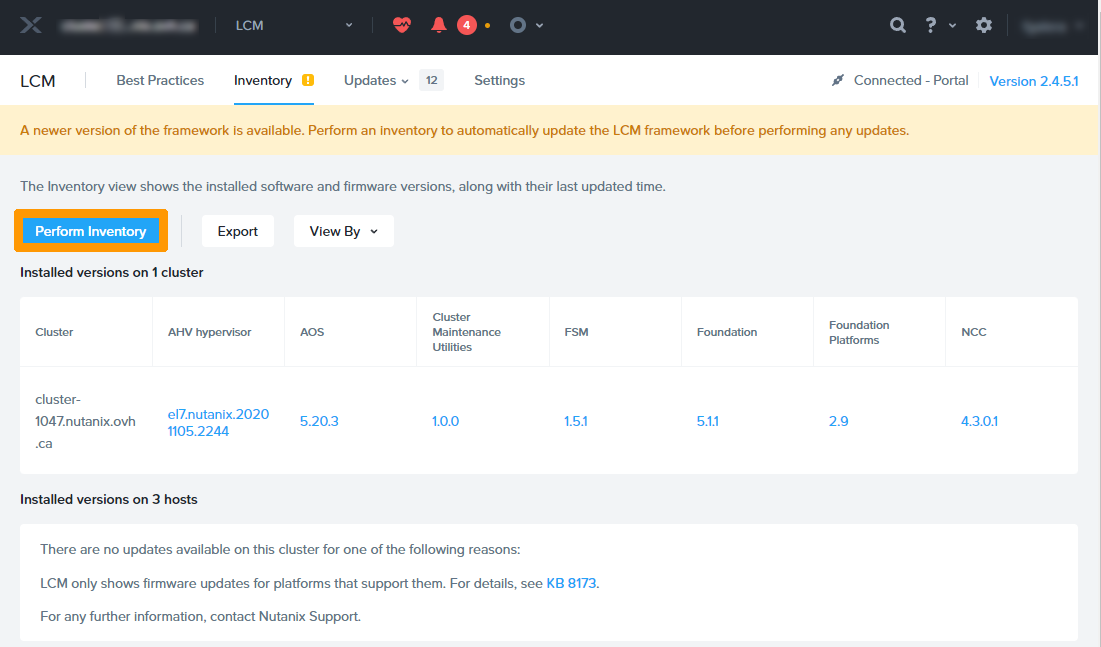 LCM
4
?
LCM
Best Practices
Inventory
!
Updates
12
Settings
Connected - Portal
Version 2.4.5.1
A newer version of the framework is available. Perform an inventory to automatically update the LCM framework before performing any updates.
The Inventory view shows the installed software and firmware versions, along with their last updated time.
Perform Inventory
Export
View By
Installed versions on 1 cluster
Cluster
AHV hypervisor
AOS
Cluster
Maintenance
Utilities
FSM
Foundation
Foundation
Platforms
NCC
cluster-
1047.nutanix.ovh
.ca
el7.nutanix.2020
1105.2244
5.20.3
1.0.0
1.5.1
5.1.1
2.9
4.3.0.1
Installed versions on 3 hosts
There are no updates available on this cluster for one of the following reasons:
LCM only shows firmware updates for platforms that support them. For details, see KB 8173.
For any further information, contact Nutanix Support.